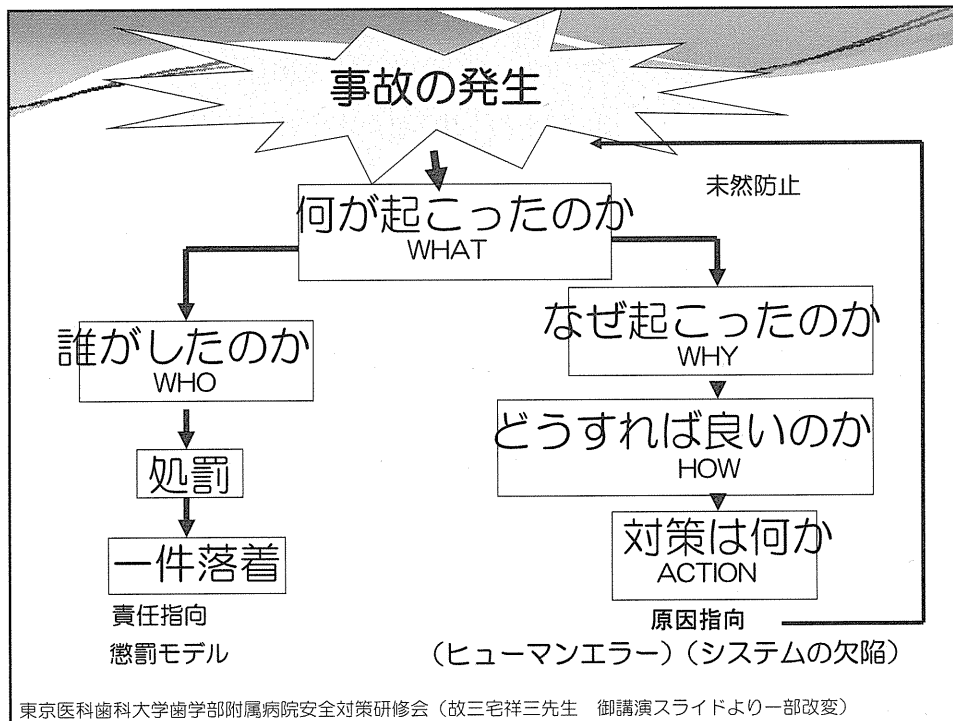 事故の発生
未然防止
何が起こったのか
WHAT
誰がしたのか
WHO
処罰
一件落着
責任指向
懲罰モデル
なぜ起こったのか
WHY
どうすれば良いのか
HOW
対策は何か
ACTION
原因指向
（ヒューマンエラー）（システムの欠陥）
東京医科歯科大学歯学部附属病院安全対策研修会（故三宅祥三先生　御講演スライドより一部改変）